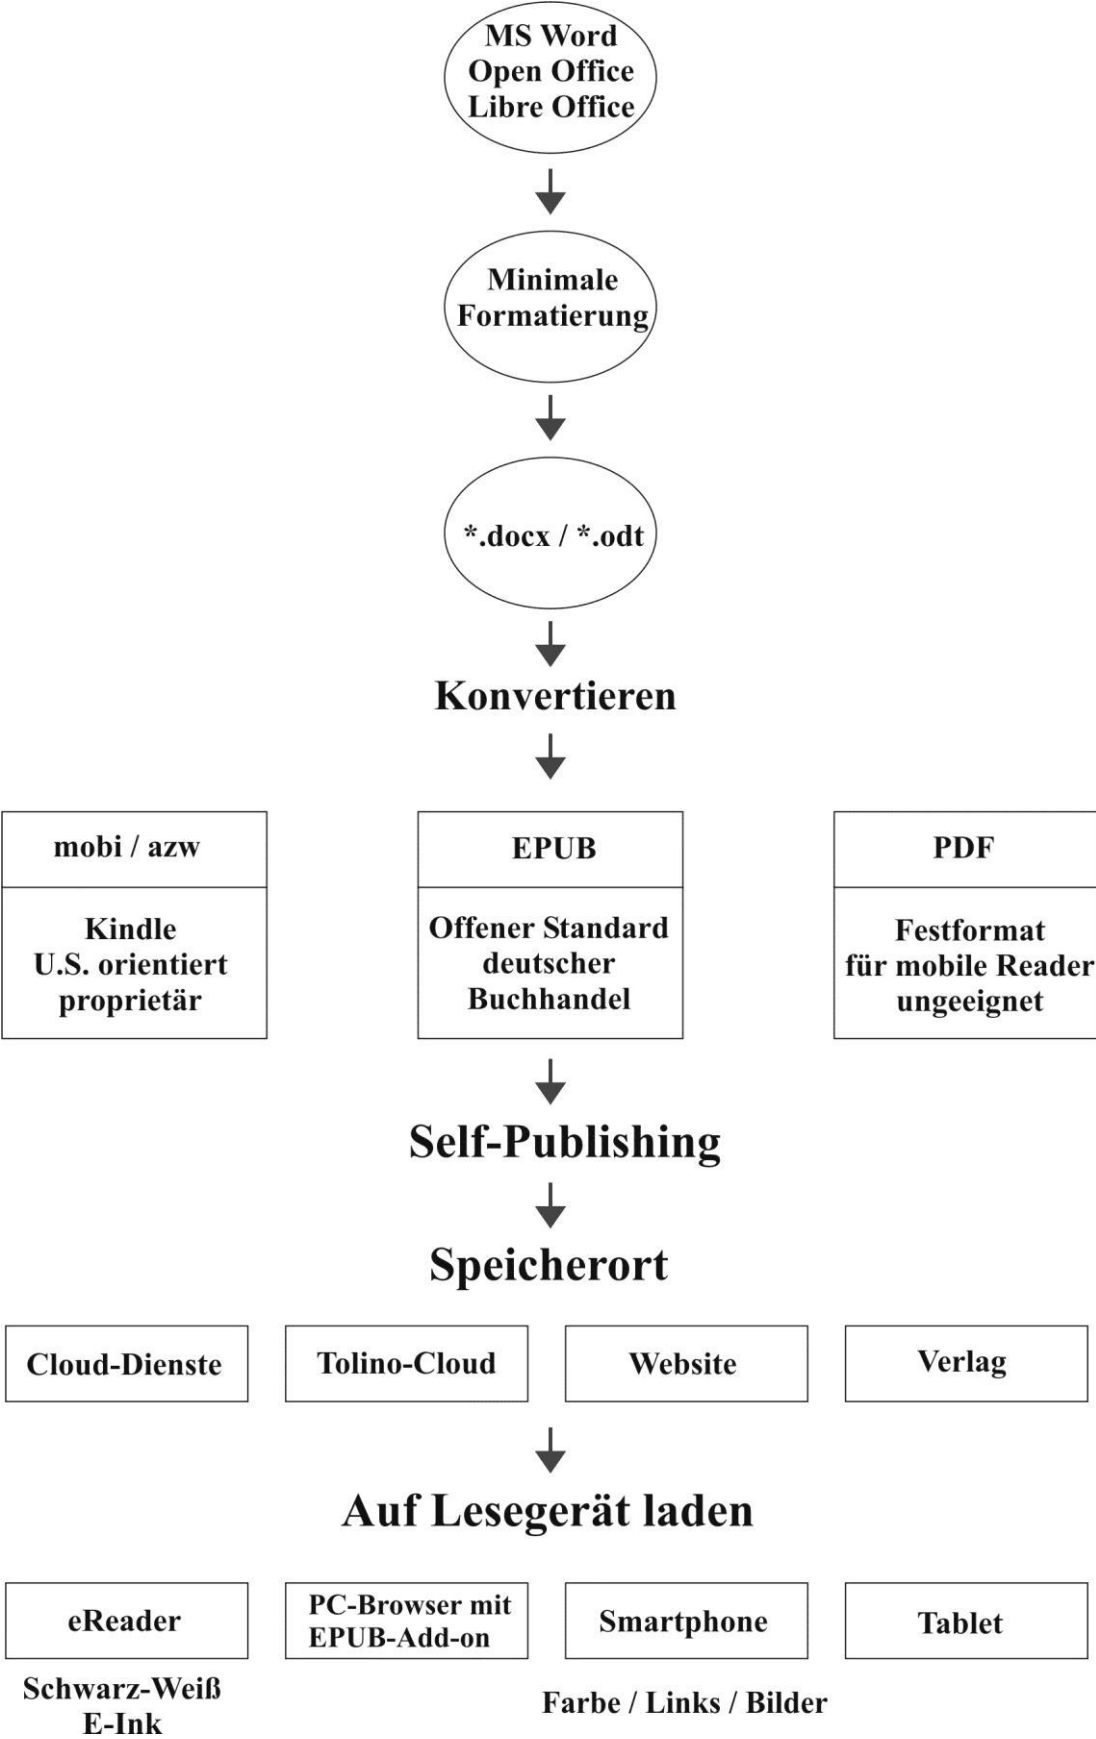 MS Word
Open Office
Libre Office
Minimale
Formatierung
*.docx / *.odt
Konvertieren
mobi / azw
Kindle
U.S. orientiert
proprietär
EPUB
Offener Standard
deutscher
Buchhandel
PDF
Festformat
für mobile Reader
ungeeignet
Self-Publishing
Speicherort
Cloud-Dienste
Tolino-Cloud
Website
Verlag
Auf Lesegerät laden
eReader
PC-Browser mit
EPUB-Add-on
Smartphone
Tablet
Schwarz-Weiß
E-Ink
Farbe / Links / Bilder